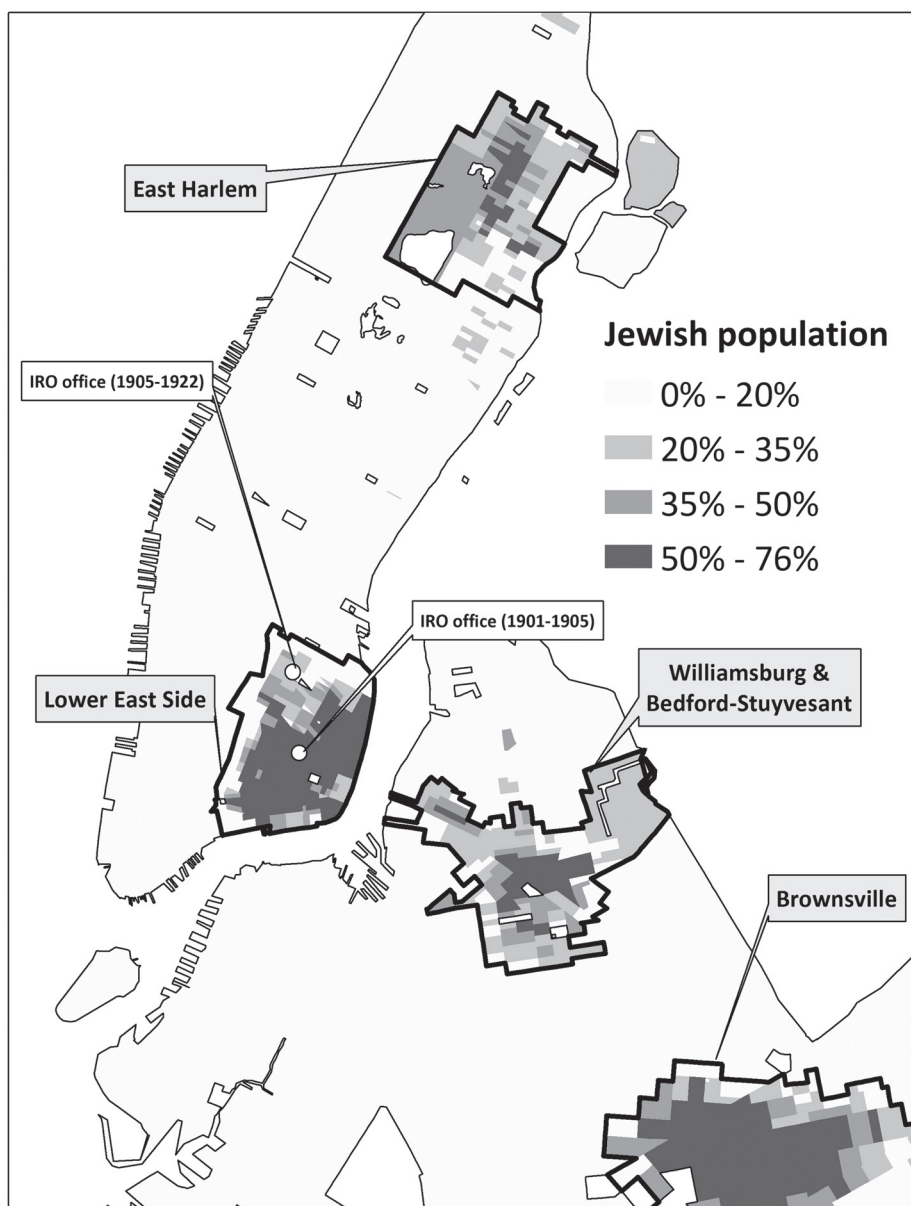 East Harlem
Jewish population
IRO office (1905-1922)
0% - 20%
20% - 35%
35% - 50%
50% - 76%
IRO office (1901-1905)
Williamsburg &
Bedford-Stuyvesant
Lower East Side
Brownsville